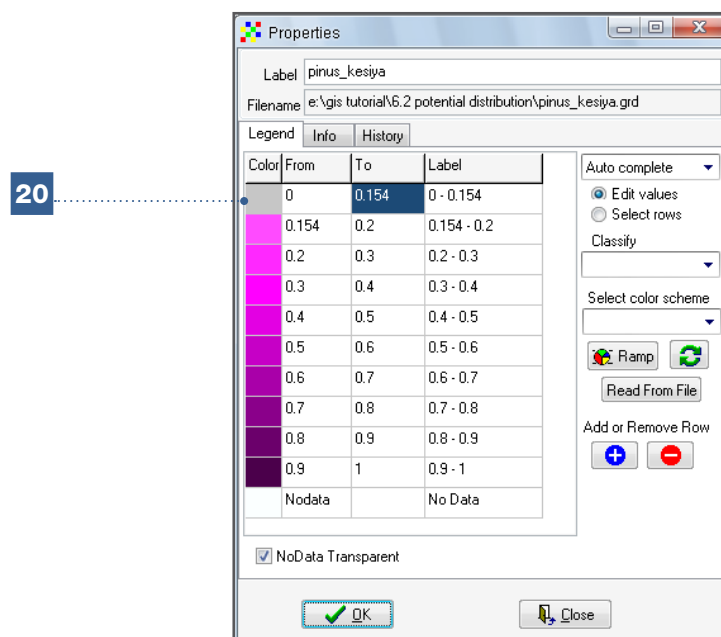 Properties
Label pinus_kesiya
Filename e:\gis tutorial\6.2 potential distribution\pinus_kesiya.grd
Legend Info History
Color From To Label
20
0 0.154 0 - 0.154
0.154 0.2 0.154 - 0.2
0.2 0.3 0.2 - 0.3
0.3 0.4 0.3 - 0.4
0.4 0.5 0.4 - 0.5
0.5 0.6 0.5 - 0.6
0.6 0.7 0.6 - 0.7
0.7 0.8 0.7 - 0.8
0.8 0.9 0.8 - 0.9
0.9 1 0.9 - 1
Nodata No Data
Auto complete
Edit values
Select rows
Classify
Select color scheme
Ramp
Read From File
Add or Remove Row
NoData Transparent
OK Close